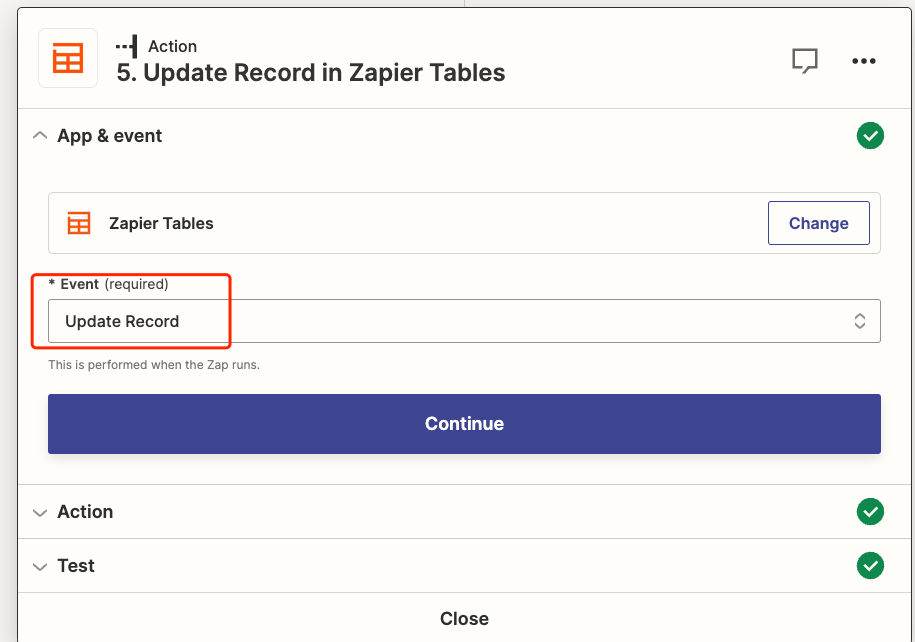 Action
5. Update Record in Zapier Tables
App & event
Zapier Tables
Change
* Event (required)
Update Record
This is performed when the Zap runs.
Continue
Action
Test
Close